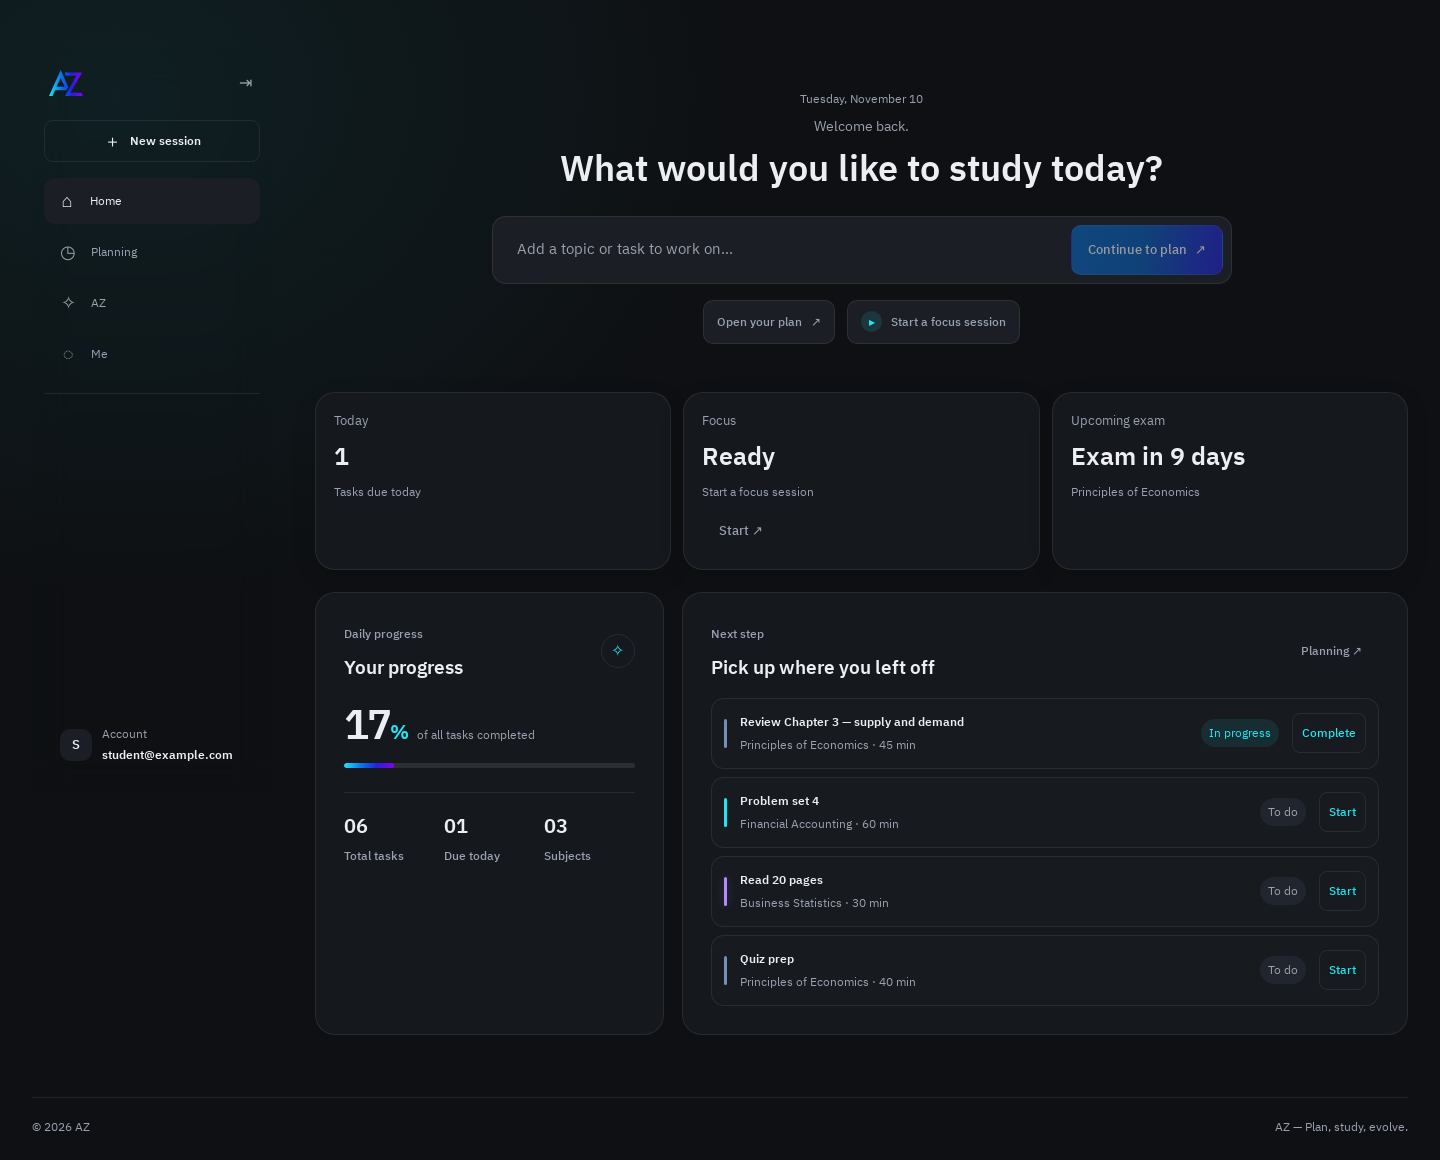 AZ
New session
Home
Planning
AZ
Me
Account
S
student@example.com
Tuesday, November 10
Welcome back.
What would you like to study today?
Add a topic or task to work on...
Continue to plan ↗
Open your plan ↗
Start a focus session
Today
1
Tasks due today
Focus
Ready
Start a focus session
Start ↗
Upcoming exam
Exam in 9 days
Principles of Economics
Daily progress
Your progress
17% of all tasks completed
06
Total tasks
01
Due today
03
Subjects
Next step
Pick up where you left off
Planning ↗
Review Chapter 3 — supply and demand
Principles of Economics · 45 min
In progress
Complete
Problem set 4
Financial Accounting · 60 min
To do
Start
Read 20 pages
Business Statistics · 30 min
To do
Start
Quiz prep
Principles of Economics · 40 min
To do
Start
© 2026 AZ
AZ — Plan, study, evolve.